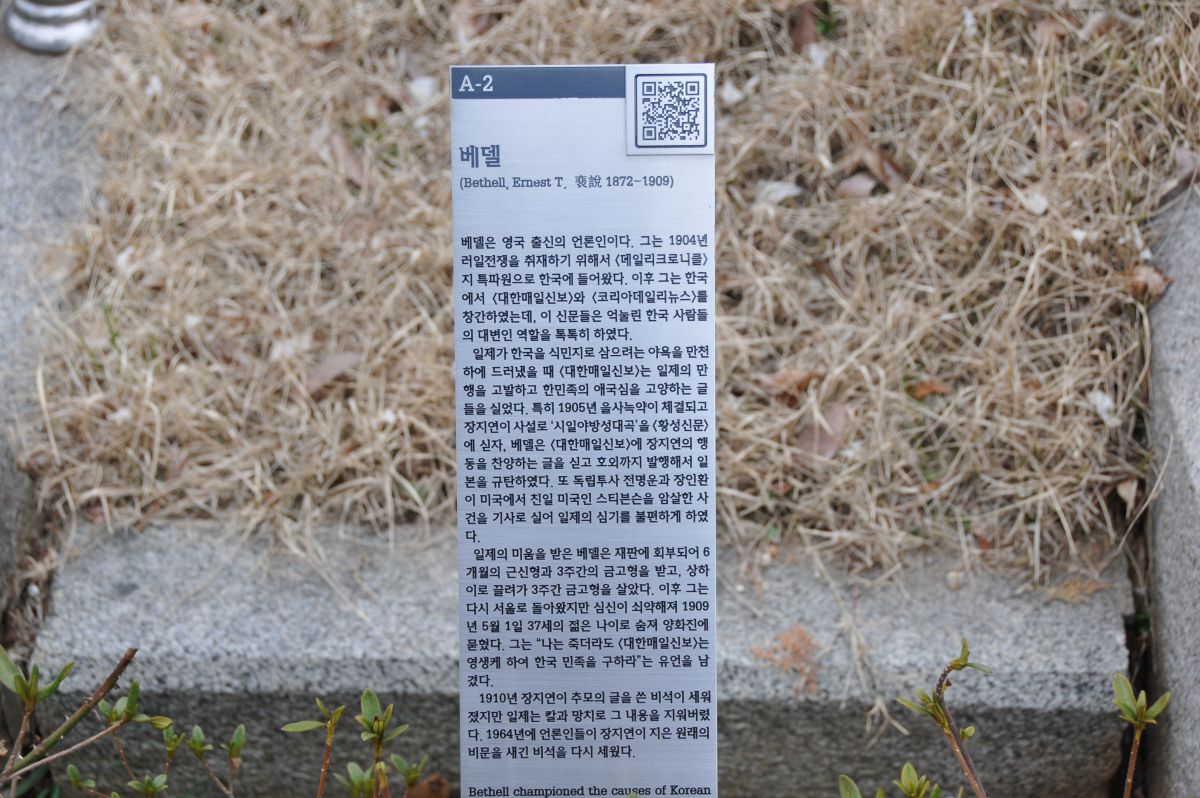 A-2
베델
(Bethell, Ernest T. 裵說 1872~1909)
베델은 영국 출신의 언론인이다. 그는 1904년
러일전쟁을 취재하기 위해서 〈데일리크로니클〉
지 특파원으로 한국에 들어왔다. 이후 그는 한국
에서 〈대한매일신보〉와 〈코리아데일리뉴스〉를
창간하였는데, 이 신문들은 억눌린 한국 사람들
의 대변인 역할을 톡톡히 하였다.
일제가 한국을 식민지로 삼으려는 야욕을 만천
하에 드러냈을 때 〈대한매일신보〉는 일제의 만
행을 고발하고 한민족의 애국심을 고양하는 글
들을 실었다. 특히 1905년 을사늑약이 체결되고
장지연이 사설로 '시일야방성대곡'을 〈황성신문〉
에 싣자, 베델은 〈대한매일신보〉에 장지연의 행
동을 찬양하는 글을 싣고 호외까지 발행해서 일
본을 규탄하였다. 또 독립투사 전명운과 장인환
이 미국에서 친일 미국인 스티븐슨을 암살한 사
건을 기사로 실어 일제의 심기를 불편하게 하였
다.
일제의 미움을 받은 베델은 재판에 회부되어 6
개월의 근신형과 3주간의 금고형을 받고, 상하
이로 끌려가 3주간 금고형을 살았다. 이후 그는
다시 서울로 돌아왔지만 심신이 쇠약해져 1909
년 5월 1일 37세의 젊은 나이로 숨져 양화진에
묻혔다. 그는 "나는 죽더라도 〈대한매일신보〉는
영생케 하여 한국 민족을 구하라"는 유언을 남
겼다.
1910년 장지연이 추모의 글을 쓴 비석이 세워
졌지만 일제는 칼과 망치로 그 내용을 지워버렸
다. 1964년에 언론인들이 장지연이 지은 원래의
비문을 새긴 비석을 다시 세웠다.
Bethell championed the causes of Korean